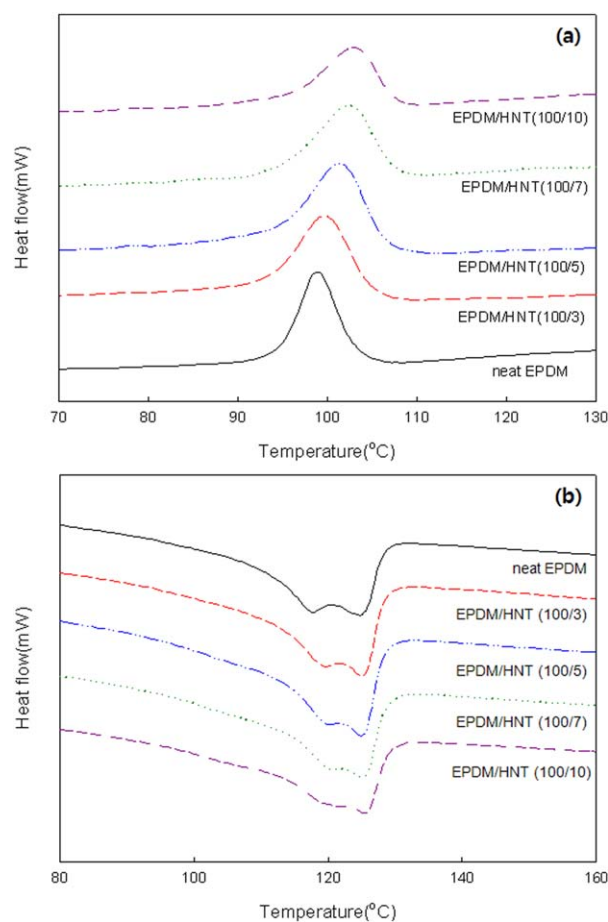 (a)
EPDM/HNT(100/10)
EPDM/HNT(100/7)
EPDM/HNT(100/5)
EPDM/HNT(100/3)
neat EPDM
Heat flow(mW)
70 80 90 100 110 120 130
Temperature(°C)
(b)
neat EPDM
EPDM/HNT (100/3)
EPDM/HNT (100/5)
EPDM/HNT (100/7)
EPDM/HNT (100/10)
Heat flow(mW)
80 100 120 140 160
Temperature(°C)